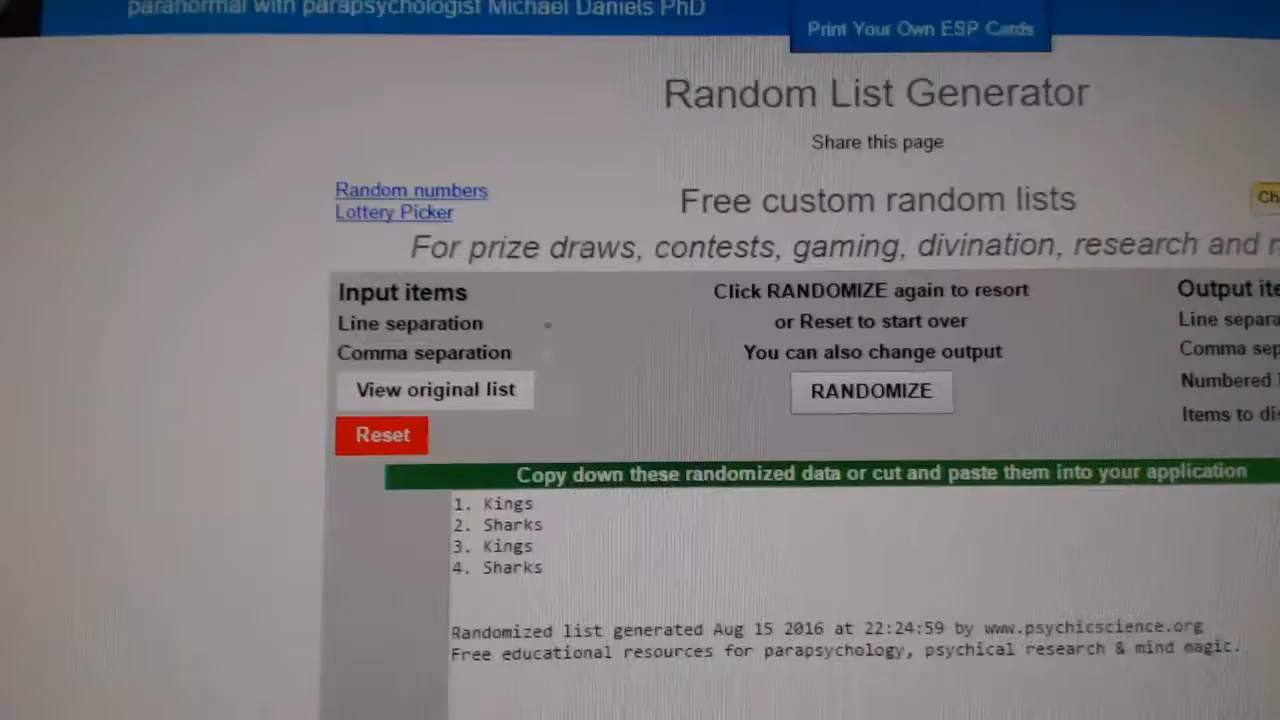 paranormal with parapsychologist Michael Daniels PhD
Print Your Own ESP Cards
Random List Generator
Share this page
Random numbers
Lottery Picker
Free custom random lists
For prize draws, contests, gaming, divination, research and
Input items
Line separation
Comma separation
View original list
Reset
Click RANDOMIZE again to resort
or Reset to start over
You can also change output
RANDOMIZE
Output
Line
Comma
Numbered
Items to
Copy down these randomized data or cut and paste them into your application
1. Kings
2. Sharks
3. Kings
4. Sharks
Randomized list generated Aug 15 2016 at 22:24:59 by www.psychicscience.org
Free educational resources for parapsychology, psychical research & mind magic.